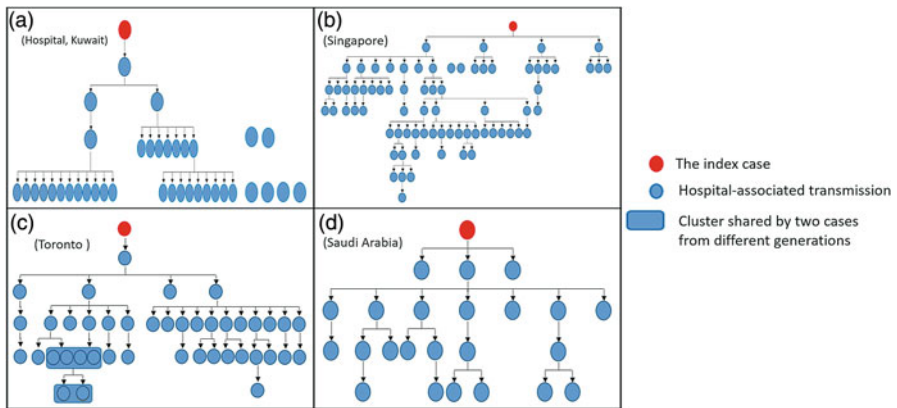 (a)
(Hospital, Kuwait)
(b)
(Singapore)
(c)
(Toronto )
(d)
(Saudi Arabia)
The index case
Hospital-associated transmission
Cluster shared by two cases
from different generations